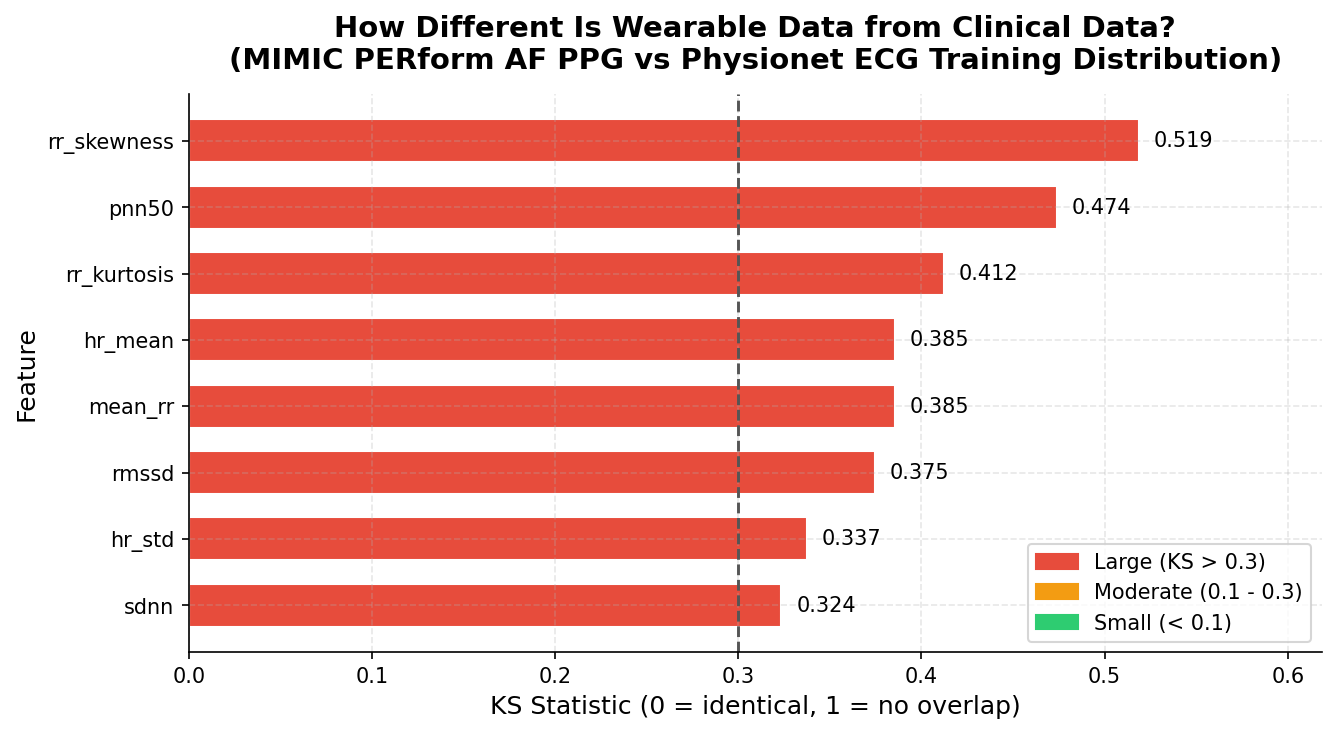 How Different Is Wearable Data from Clinical Data?
(MIMIC PERform AF PPG vs Physionet ECG Training Distribution)
rr_skewness
0.519
pnn50
0.474
rr_kurtosis
0.412
hr_mean
0.385
mean_rr
0.385
rmssd
0.375
hr_std
0.337
sdnn
0.324
Feature
Large (KS > 0.3)
Moderate (0.1 - 0.3)
Small (< 0.1)
0.0 0.1 0.2 0.3 0.4 0.5 0.6
KS Statistic (0 = identical, 1 = no overlap)